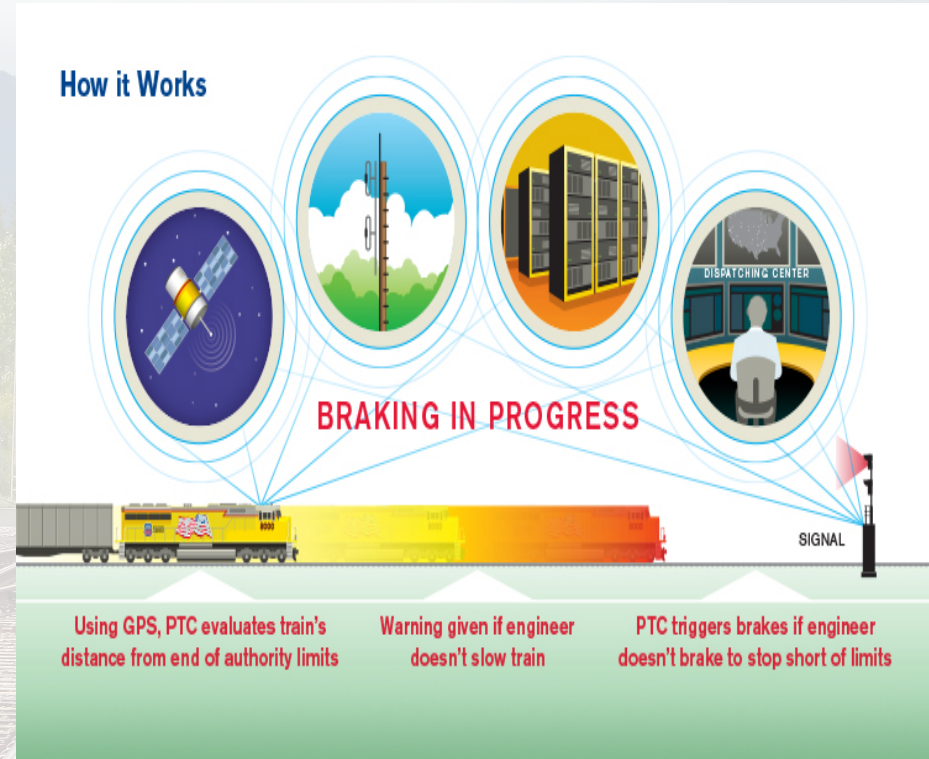 How it Works
DISPATCHING CENTER
BRAKING IN PROGRESS
8000
SIGNAL
Using GPS, PTC evaluates train's
distance from end of authority limits
Warning given if engineer
doesn't slow train
PTC triggers brakes if engineer
doesn't brake to stop short of limits